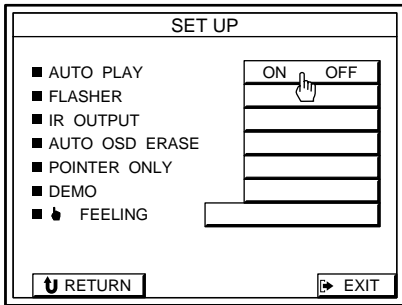 SET UP
AUTO PLAY ON OFF
FLASHER
IR OUTPUT
AUTO OSD ERASE
POINTER ONLY
DEMO
FEELING
RETURN EXIT